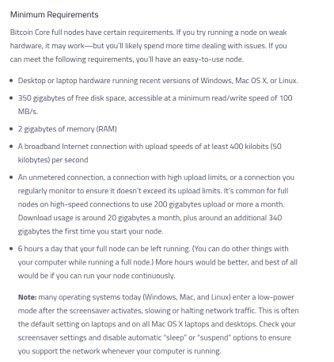 Minimum Requirements
Bitcoin Core full nodes have certain requirements. If you try running a node on weak
hardware, it may work—but you'll likely spend more time dealing with issues. If you
can meet the following requirements, you'll have an easy-to-use node.
• Desktop or laptop hardware running recent versions of Windows, Mac OS X, or Linux.
• 350 gigabytes of free disk space, accessible at a minimum read/write speed of 100
MB/s.
• 2 gigabytes of memory (RAM)
• A broadband Internet connection with upload speeds of at least 400 kilobits (50
kilobytes) per second
• An unmetered connection, a connection with high upload limits, or a connection you
regularly monitor to ensure it doesn't exceed its upload limits. It's common for full
nodes on high-speed connections to use 200 gigabytes upload or more a month.
Download usage is around 20 gigabytes a month, plus around an additional 340
gigabytes the first time you start your node.
• 6 hours a day that your full node can be left running. (You can do other things with
your computer while running a full node.) More hours would be better, and best of all
would be if you can run your node continuously.
Note: many operating systems today (Windows, Mac, and Linux) enter a low-power
mode after the screensaver activates, slowing or halting network traffic. This is often
the default setting on laptops and on all Mac OS X laptops and desktops. Check your
screensaver settings and disable automatic "sleep" or "suspend" options to ensure
you support the network whenever your computer is running.